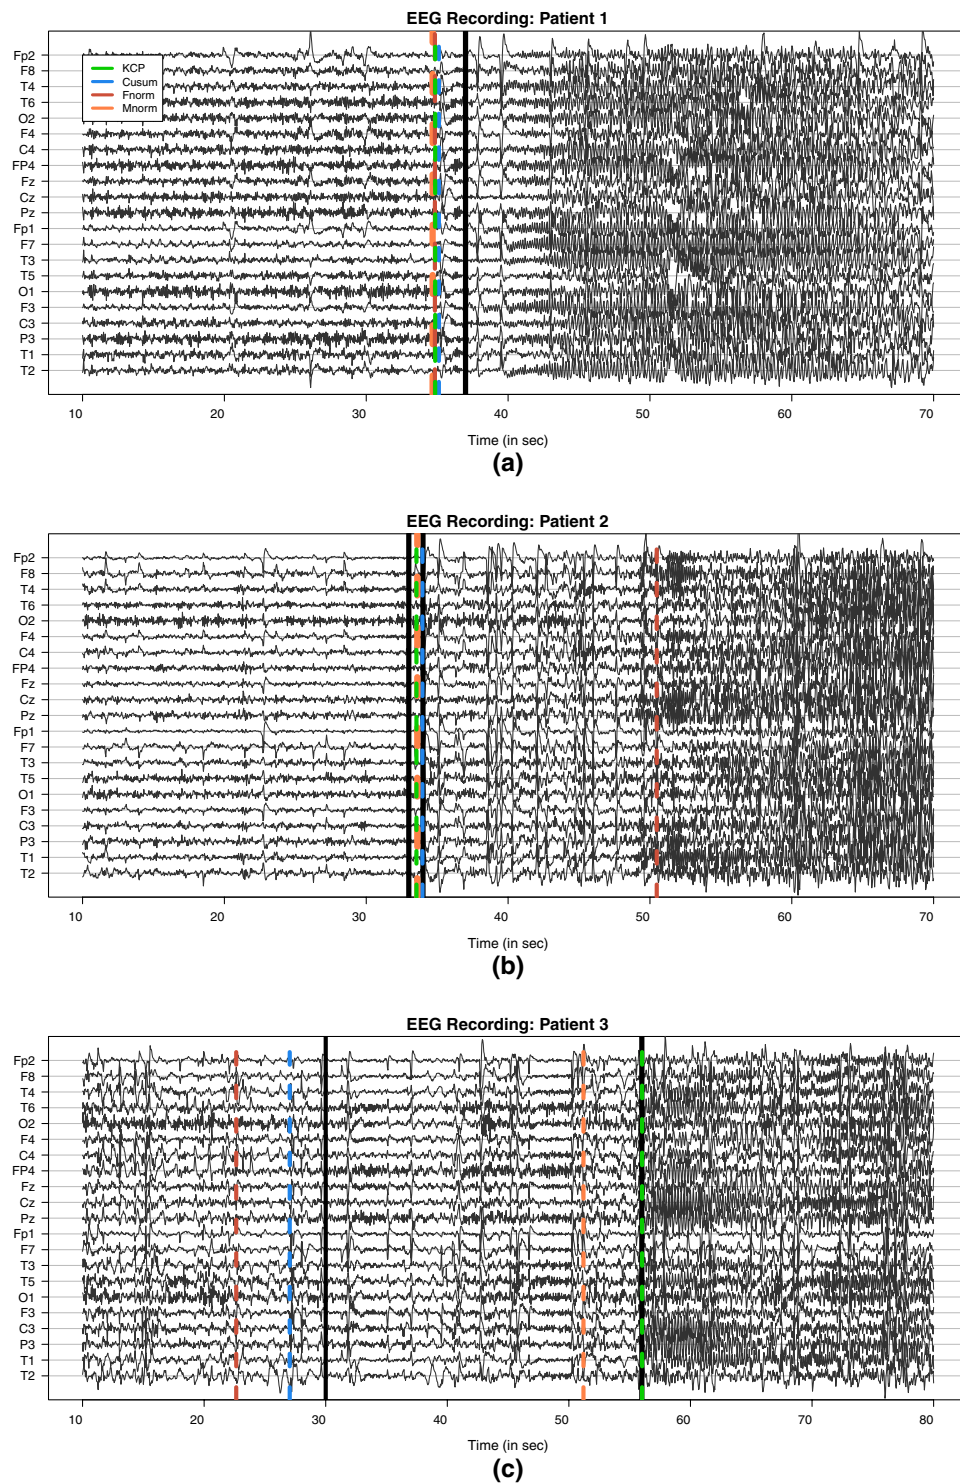 EEG Recording: Patient 1
Fp2
F8
T4
T6
O2
F4
C4
FP4
Fz
Cz
Pz
Fp1
F7
T3
T5
O1
F3
C3
P3
T1
T2
KCP
Cusum
Fnorm
Mnorm
10 20 30 40 50 60 70
Time (in sec)
(a)
EEG Recording: Patient 2
Fp2
F8
T4
T6
O2
F4
C4
FP4
Fz
Cz
Pz
Fp1
F7
T3
T5
O1
F3
C3
P3
T1
T2
10 20 30 40 50 60 70
Time (in sec)
(b)
EEG Recording: Patient 3
Fp2
F8
T4
T6
O2
F4
C4
FP4
Fz
Cz
Pz
Fp1
F7
T3
T5
O1
F3
C3
P3
T1
T2
10 20 30 40 50 60 70 80
Time (in sec)
(c)